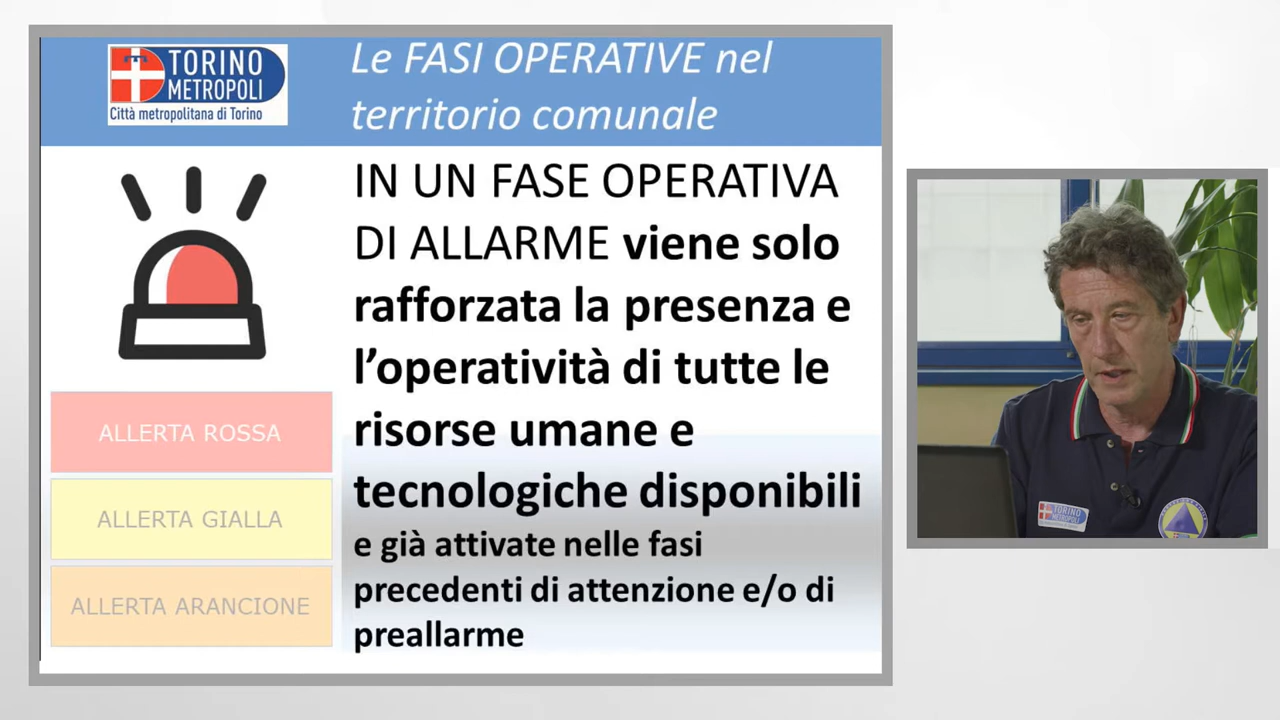 TORINO
METROPOLI
Città metropolitana di Torino
Le FASI OPERATIVE nel
territorio comunale
IN UN FASE OPERATIVA
DI ALLARME viene solo
rafforzata la presenza e
l’operatività di tutte le
risorse umane e
tecnologiche disponibili
e già attivate nelle fasi
precedenti di attenzione e/o di
preallarme
ALLERTA ROSSA
ALLERTA GIALLA
ALLERTA ARANCIONE
TORINO
METROPOLI